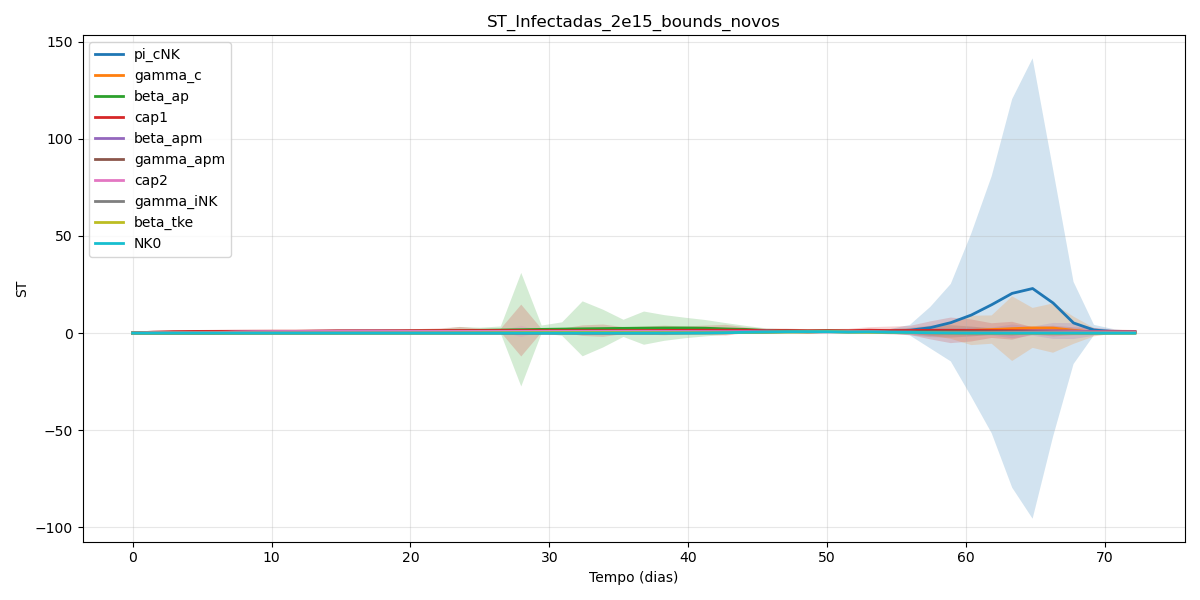 ST_Infectadas_2e15_bounds_novos
150
100
50
0
−50
−100
ST
pi_cNK
gamma_c
beta_ap
cap1
beta_apm
gamma_apm
cap2
gamma_iNK
beta_tke
NK0
0 10 20 30 40 50 60 70
Tempo (dias)